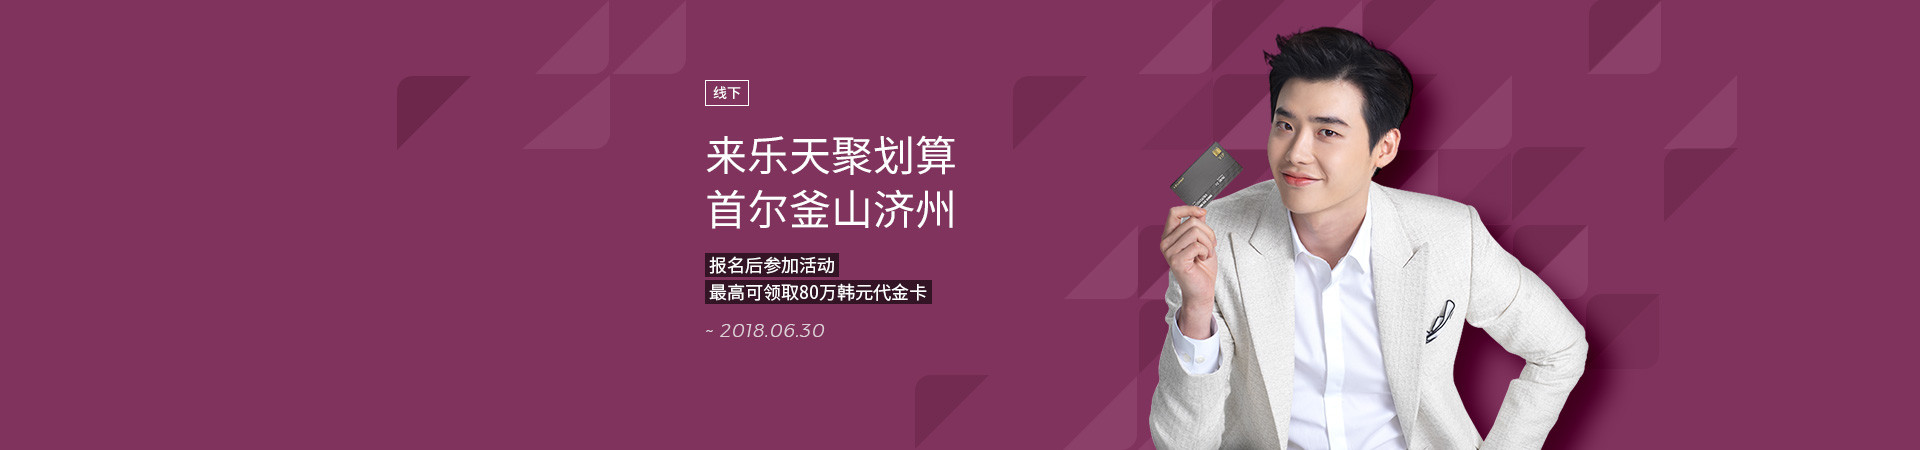 线下
来乐天聚划算
首尔釜山济州
报名后参加活动
最高可领取80万韩元代金卡
~ 2018.06.30